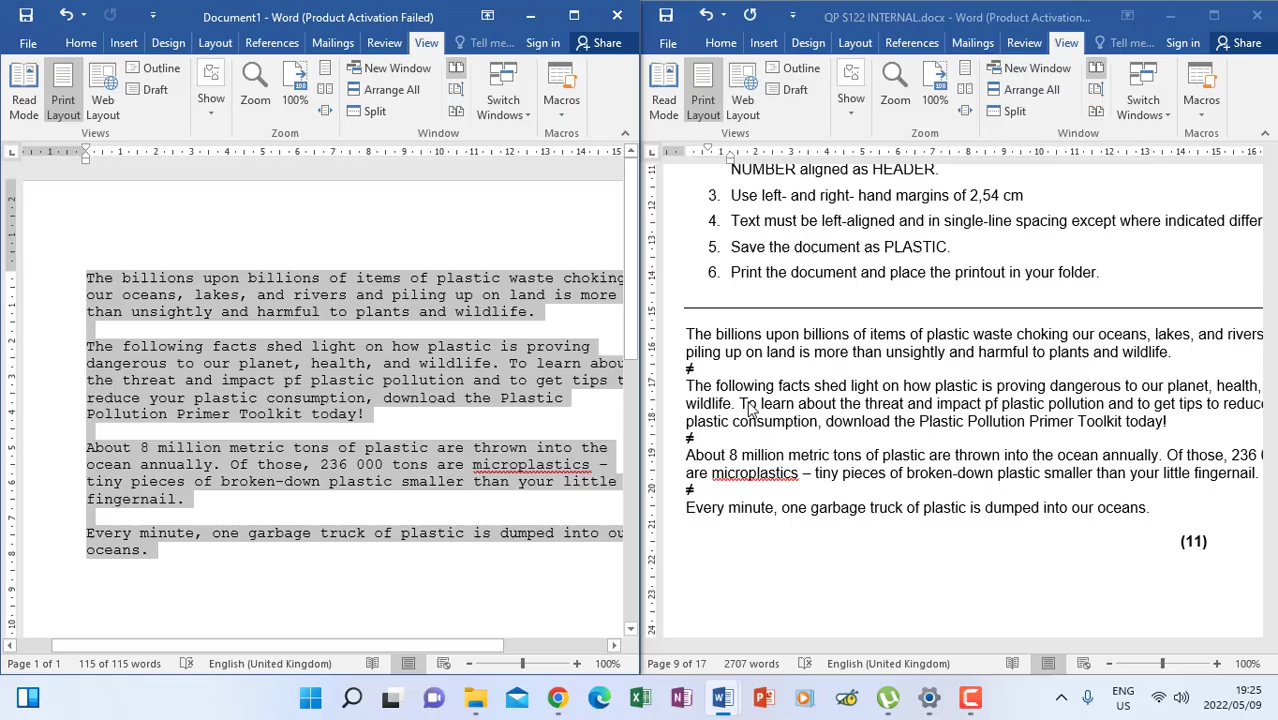 Document1 - Word (Product Activation Failed)
File Home Insert Design Layout References Mailings Review View Tell me... Sign in Share
Read Mode
Print Layout
Web Layout
Outline
Draft
Views
Show
Zoom
100%
Zoom
New Window
Arrange All
Split
Switch Windows
Window
Macros
Macros
The billions upon billions of items of plastic waste choking
our oceans, lakes, and rivers and piling up on land is more
than unsightly and harmful to plants and wildlife.
The following facts shed light on how plastic is proving
dangerous to our planet, health, and wildlife. To learn abou
the threat and impact pf plastic pollution and to get tips t
reduce your plastic consumption, download the Plastic
Pollution Primer Toolkit today!
About 8 million metric tons of plastic are thrown into the
ocean annually. Of those, 236 000 tons are microplastics –
tiny pieces of broken-down plastic smaller than your little
fingernail.
Every minute, one garbage truck of plastic is dumped into ou
oceans.
Page 1 of 1 115 of 115 words English (United Kingdom) 100%
QP S122 INTERNAL.docx - Word (Product Activation...
File Home Insert Design Layout References Mailings Review View Tell me... Sign in Share
Read Mode
Print Layout
Web Layout
Outline
Draft
Views
Show
Zoom
100%
Zoom
New Window
Arrange All
Split
Switch Windows
Window
Macros
Macros
NUMBER aligned as HEADER.
3. Use left- and right- hand margins of 2,54 cm
4. Text must be left-aligned and in single-line spacing except where indicated differ
5. Save the document as PLASTIC.
6. Print the document and place the printout in your folder.
The billions upon billions of items of plastic waste choking our oceans, lakes, and rivers
piling up on land is more than unsightly and harmful to plants and wildlife.
≠
The following facts shed light on how plastic is proving dangerous to our planet, health,
wildlife. To learn about the threat and impact pf plastic pollution and to get tips to reduce
plastic consumption, download the Plastic Pollution Primer Toolkit today!
≠
About 8 million metric tons of plastic are thrown into the ocean annually. Of those, 236
are microplastics – tiny pieces of broken-down plastic smaller than your little fingernail.
≠
Every minute, one garbage truck of plastic is dumped into our oceans.
(11)
Page 9 of 17 2707 words English (United Kingdom) 100%
ENG
US
19:25
2022/05/09